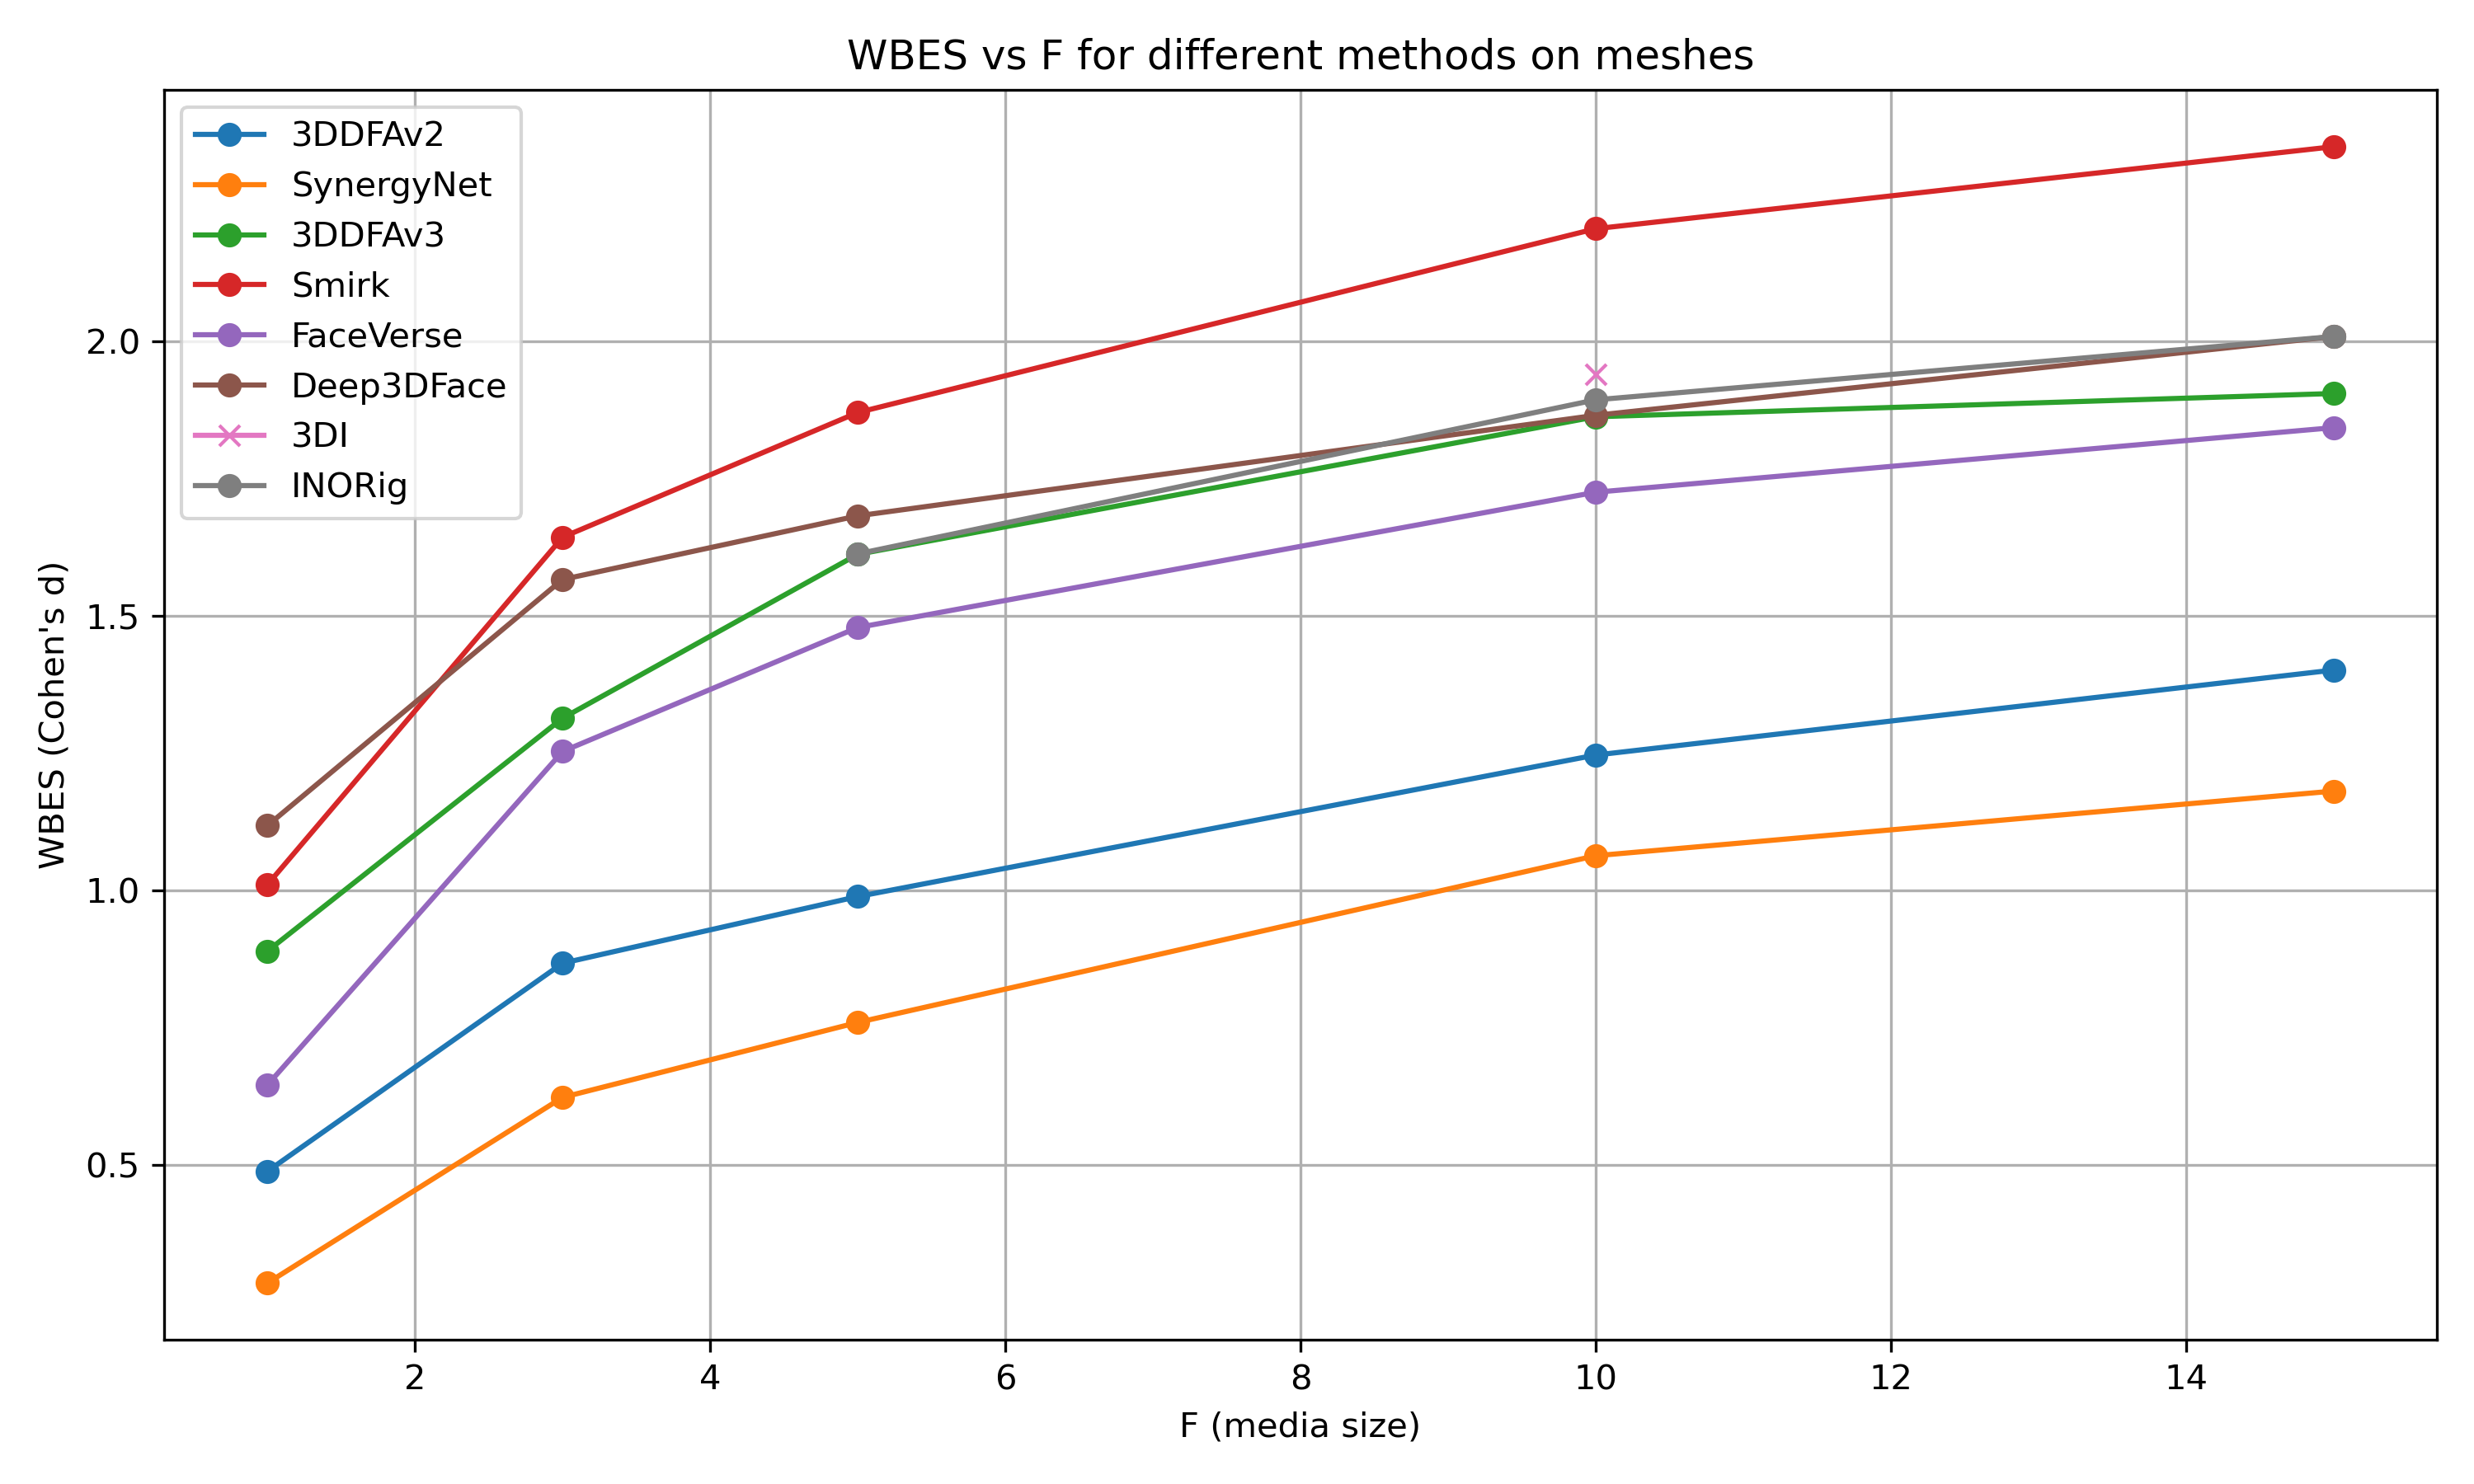 WBES vs F for different methods on meshes
3DDFAv2
SynergyNet
3DDFAv3
Smirk
FaceVerse
Deep3DFace
3DI
INORig
2.0
1.5
1.0
0.5
WBES (Cohen's d)
2 4 6 8 10 12 14
F (media size)